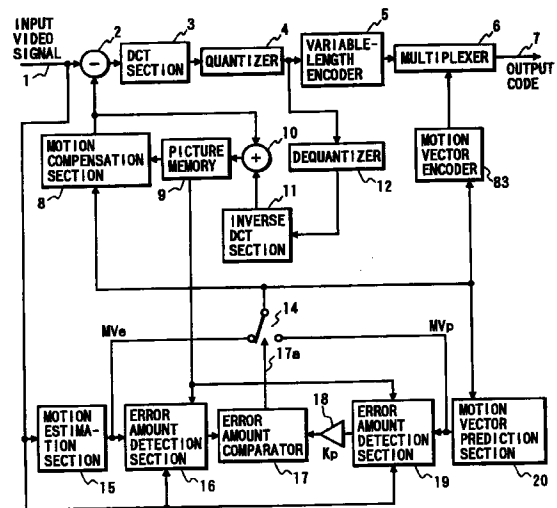 INPUT
VIDEO
SIGNAL
1
2
−
3
DCT
SECTION
4
QUANTIZER
5
VARIABLE-
LENGTH
ENCODER
6
MULTIPLEXER
7
OUTPUT
CODE
MOTION
COMPENSATION
SECTION
8
PICTURE
MEMORY
9
10
+
11
INVERSE
DCT
SECTION
DEQUANTIZER
12
MOTION
VECTOR
ENCODER
83
MVe
14
17a
MVp
MOTION
ESTIMA-
TION
SECTION
15
ERROR
AMOUNT
DETECTION
SECTION
16
ERROR
AMOUNT
COMPARATOR
17
18
Kp
ERROR
AMOUNT
DETECTION
SECTION
19
MOTION
VECTOR
PREDICTION
SECTION
20